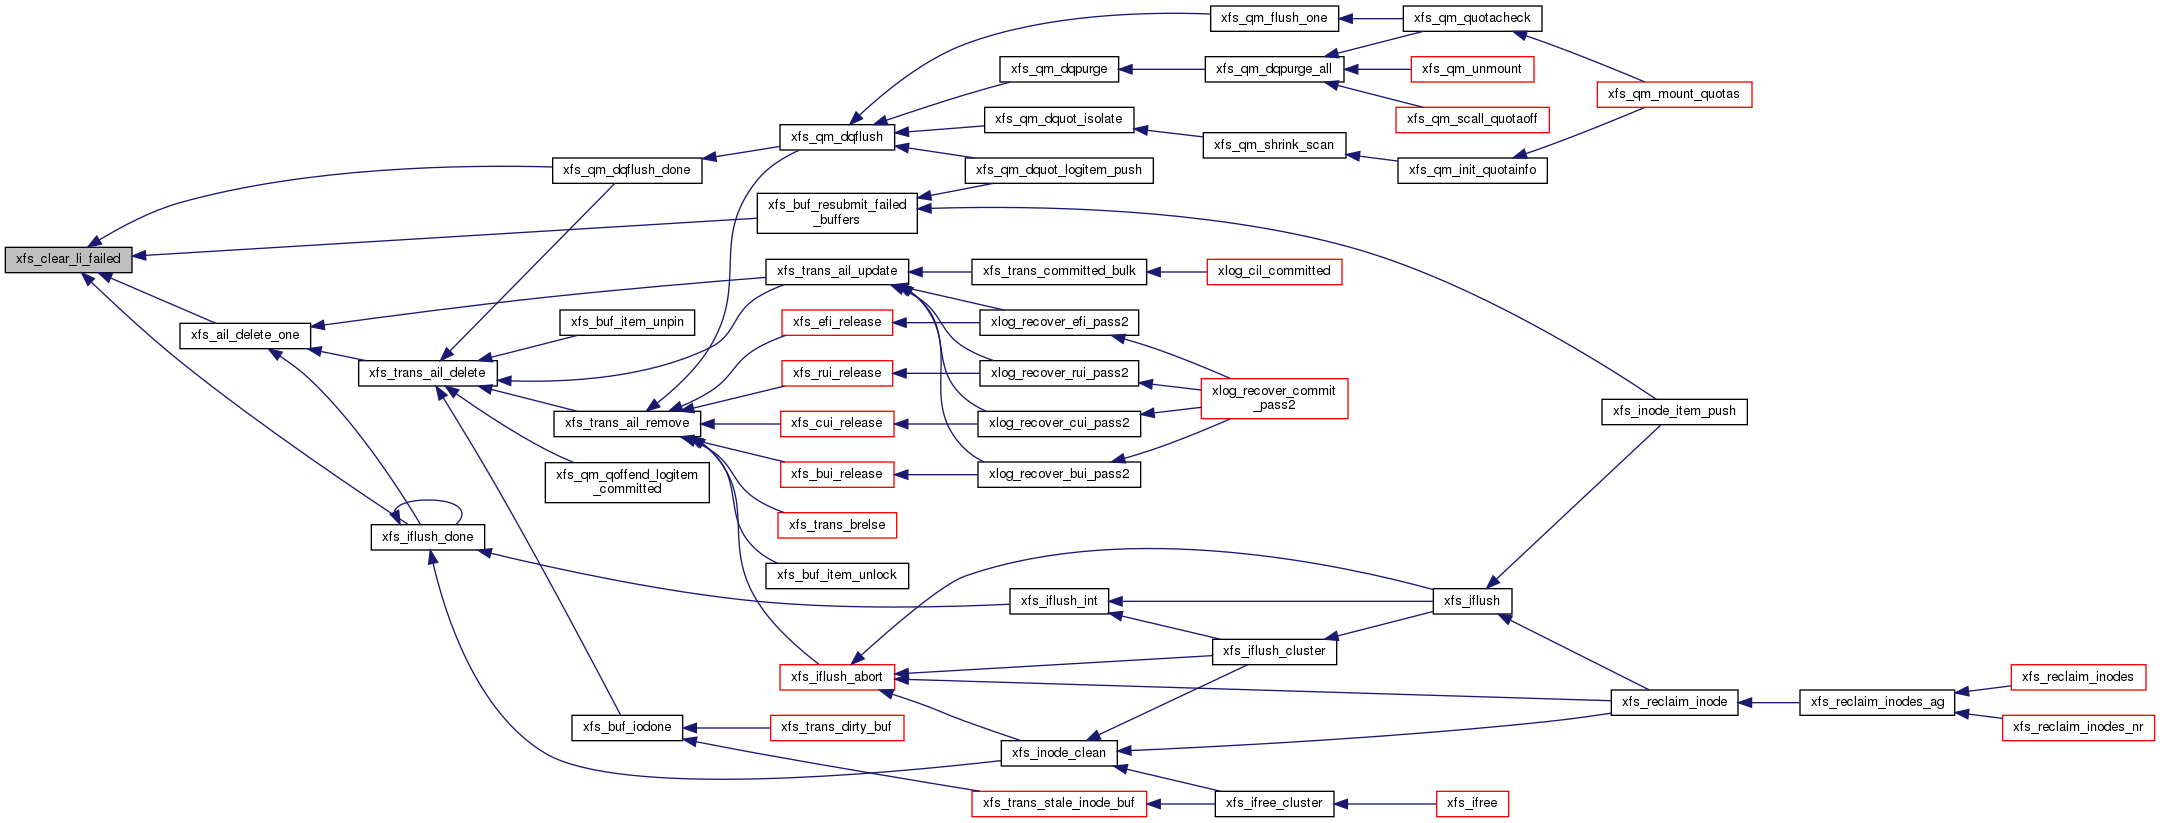 xfs_clear_li_failed
xfs_ail_delete_one
xfs_trans_ail_delete
xfs_iflush_done
xfs_qm_dqflush_done
xfs_buf_item_unpin
xfs_trans_ail_remove
xfs_qm_qoffend_logitem
_committed
xfs_buf_iodone
xfs_qm_dqflush
xfs_buf_resubmit_failed
_buffers
xfs_trans_ail_update
xfs_efi_release
xfs_rui_release
xfs_cui_release
xfs_bui_release
xfs_trans_brelse
xfs_buf_item_unlock
xfs_iflush_abort
xfs_trans_dirty_buf
xfs_qm_dqpurge
xfs_qm_dquot_isolate
xfs_qm_dquot_logitem_push
xfs_trans_committed_bulk
xlog_recover_efi_pass2
xlog_recover_rui_pass2
xlog_recover_cui_pass2
xlog_recover_bui_pass2
xfs_iflush_int
xfs_inode_clean
xfs_trans_stale_inode_buf
xfs_qm_flush_one
xfs_qm_dqpurge_all
xfs_qm_shrink_scan
xlog_cil_committed
xlog_recover_commit
_pass2
xfs_iflush_cluster
xfs_ifree_cluster
xfs_qm_quotacheck
xfs_qm_unmount
xfs_qm_scall_quotaoff
xfs_qm_init_quotainfo
xfs_iflush
xfs_ifree
xfs_qm_mount_quotas
xfs_inode_item_push
xfs_reclaim_inode
xfs_reclaim_inodes_ag
xfs_reclaim_inodes
xfs_reclaim_inodes_nr